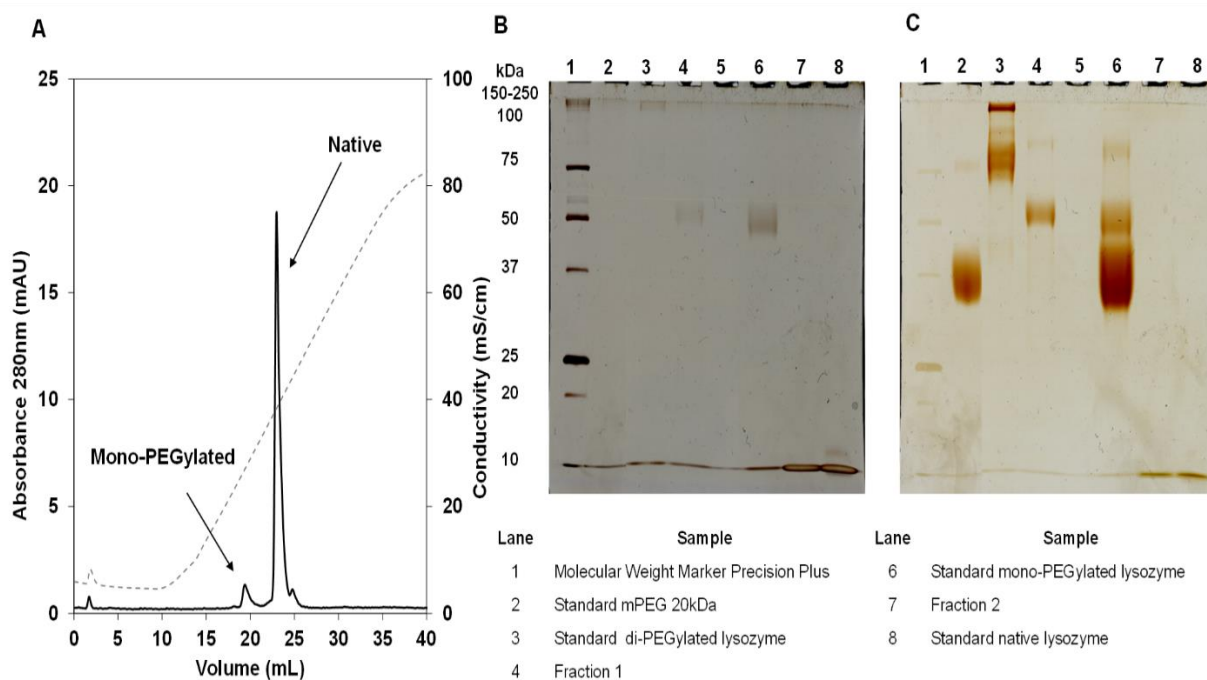 A
25
20
15
10
5
0
0 5 10 15 20 25 30 35 40
100
80
60
40
20
0
Absorbance 280nm (mAU)
Conductivity (mS/cm)
Volume (mL)
Native
Mono-PEGylated
B
1 2 3 4 5 6 7 8
kDa
150-250
100
75
50
37
25
20
10
C
1 2 3 4 5 6 7 8
Lane Sample
1 Molecular Weight Marker Precision Plus
2 Standard mPEG 20kDa
3 Standard di-PEGylated lysozyme
4 Fraction 1
Lane Sample
6 Standard mono-PEGylated lysozyme
7 Fraction 2
8 Standard native lysozyme